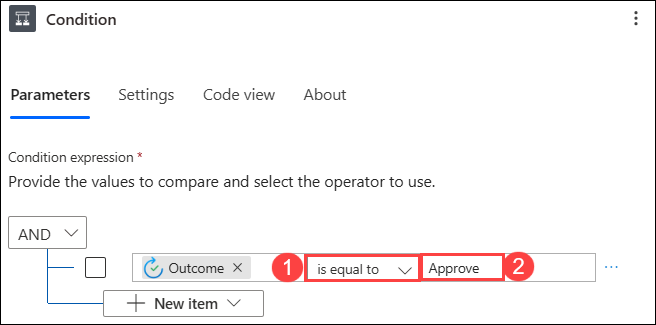 Condition
Parameters Settings Code view About
Condition expression *
Provide the values to compare and select the operator to use.
AND
Outcome × 1 is equal to Approve 2 ...
+ New item